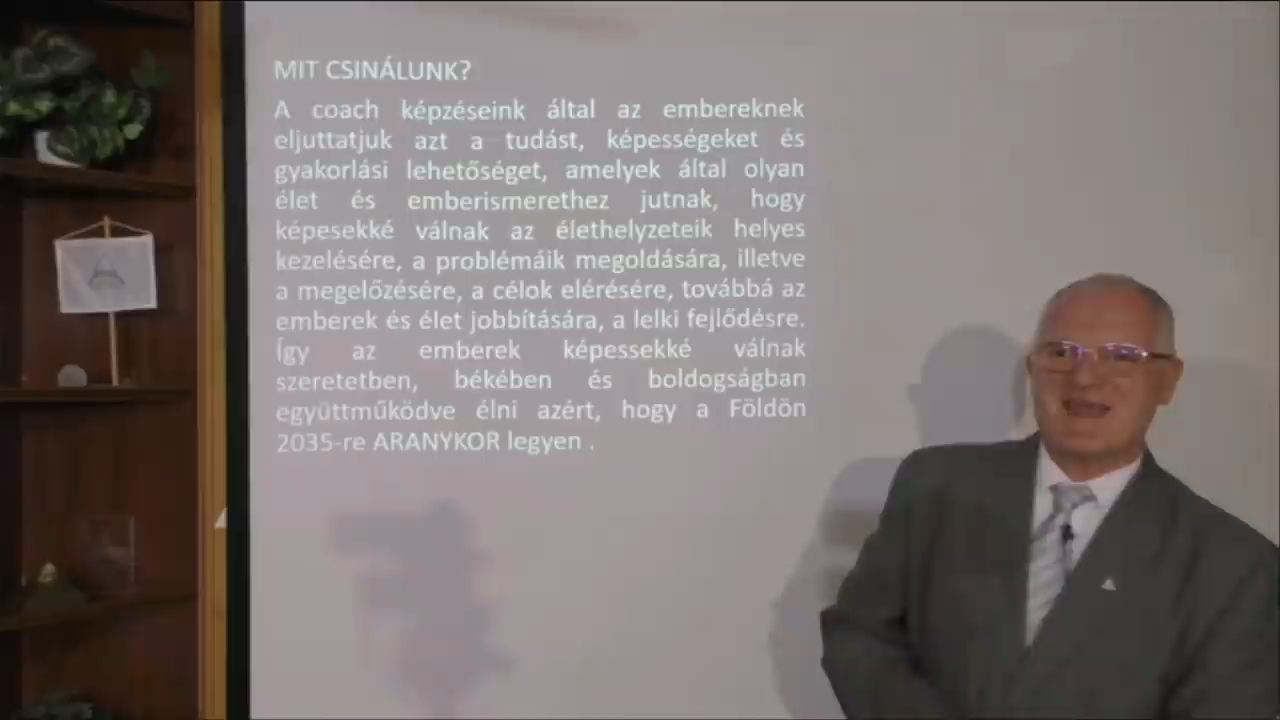 MIT CSINÁLUNK?
A coach képzéseink által az embereknek
eljuttatjuk azt a tudást, képességeket és
gyakorlási lehetőséget, amelyek által olyan
élet és emberismerethez jutnak, hogy
képesekké válnak az élethelyzeteik helyes
kezelésére, a problémáik megoldására, illetve
a megelőzésére, a célok elérésére, továbbá az
emberek és élet jobbítására, a lelki fejlődésre.
Így az emberek képessekké válnak
szeretetben, békében és boldogságban
együttműködve élni azért, hogy a Földön
2035-re ARANYKOR legyen .